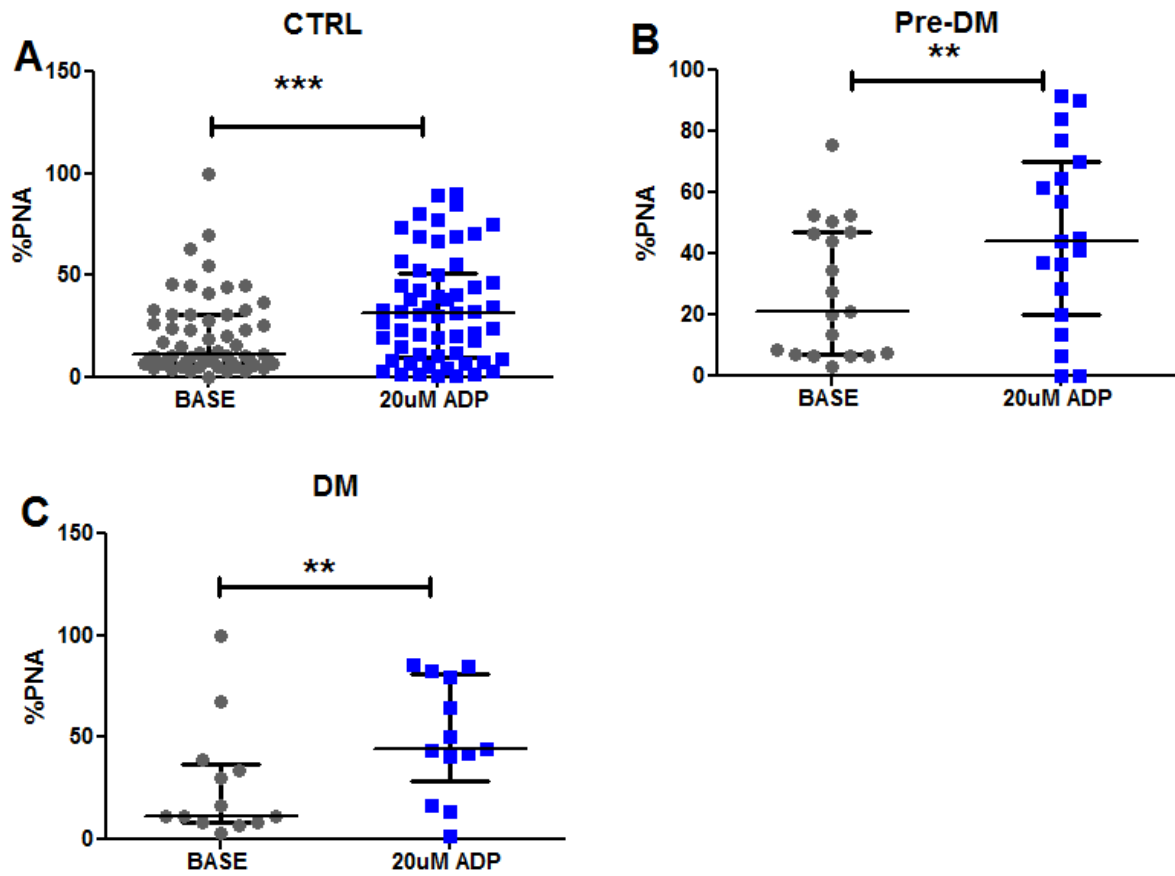 A
CTRL
***
150
100
50
0
%PNA
BASE
20uM ADP
B
Pre-DM
**
100
80
60
40
20
0
%PNA
BASE
20uM ADP
C
DM
**
150
100
50
0
%PNA
BASE
20uM ADP